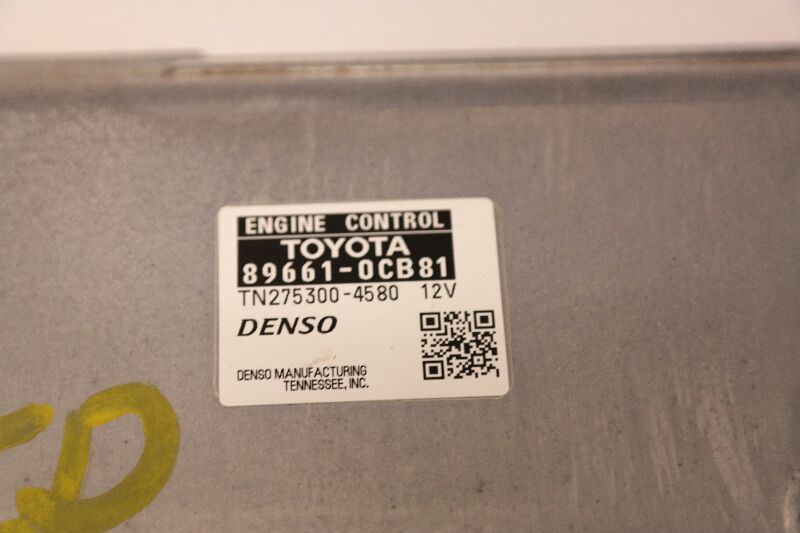 ENGINE CONTROL
TOYOTA
89661-0CB81
TN275300-4580 12V
DENSO
DENSO MANUFACTURING
TENNESSEE, INC.